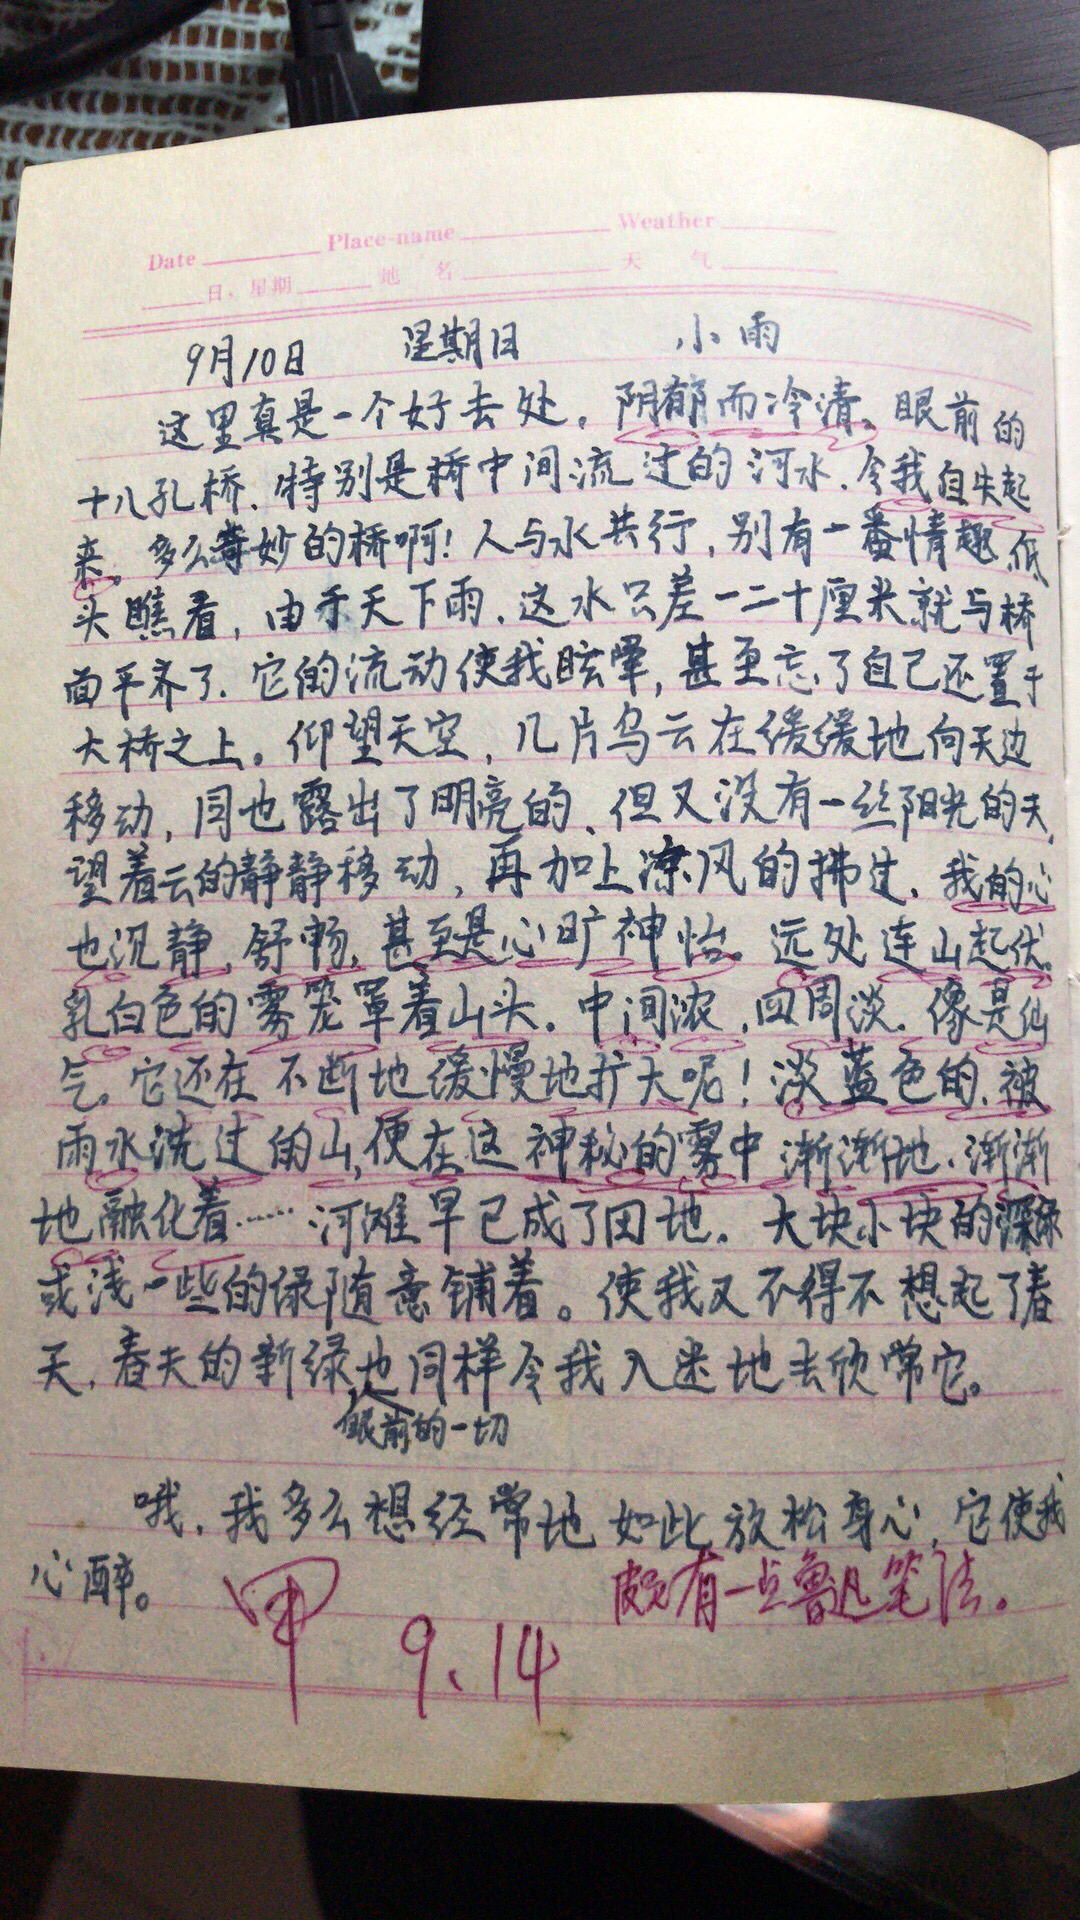 Date Place-name Weather
日、星期 地 名 天 气
9月10日 星期日 小雨
这里真是一个好去处。阴郁而冷清。眼前的
十八孔桥、特别是桥中间流过的河水、令我自失起
来。多么奇妙的桥啊！人与水共行，别有一番情趣，低
头瞧看，由于天下雨，这水只差一二十厘米就与桥
面平齐了、它的流动使我眩晕，甚至忘了自己还置于
大桥之上。仰望天空，几片乌云在缓缓地向天边
移动，同也露出了明亮的、但又没有一丝阳光的天，
望着云的静静移动，再加上凉风的拂过、我的心
也沉静，舒畅，甚至是心旷神怡。远处连山起伏。
乳白色的雾笼罩着山头。中间浓，四周淡。像是仙
气。它还在不断地缓慢地扩大呢！淡蓝色的、被
雨水洗过的山，便在这神秘的雾中渐渐地、渐渐
地融化着……河滩早已成了田地。大块小块的深绿
或浅一些的绿随意铺着。使我又不得不想起了春
天，春天的新绿也同样令我入迷地去欣常它。
眼前的一切
哦，我多么想经常地如此放松身心，它使我
心醉。
甲 9.14 颇有一点鲁迅笔法。